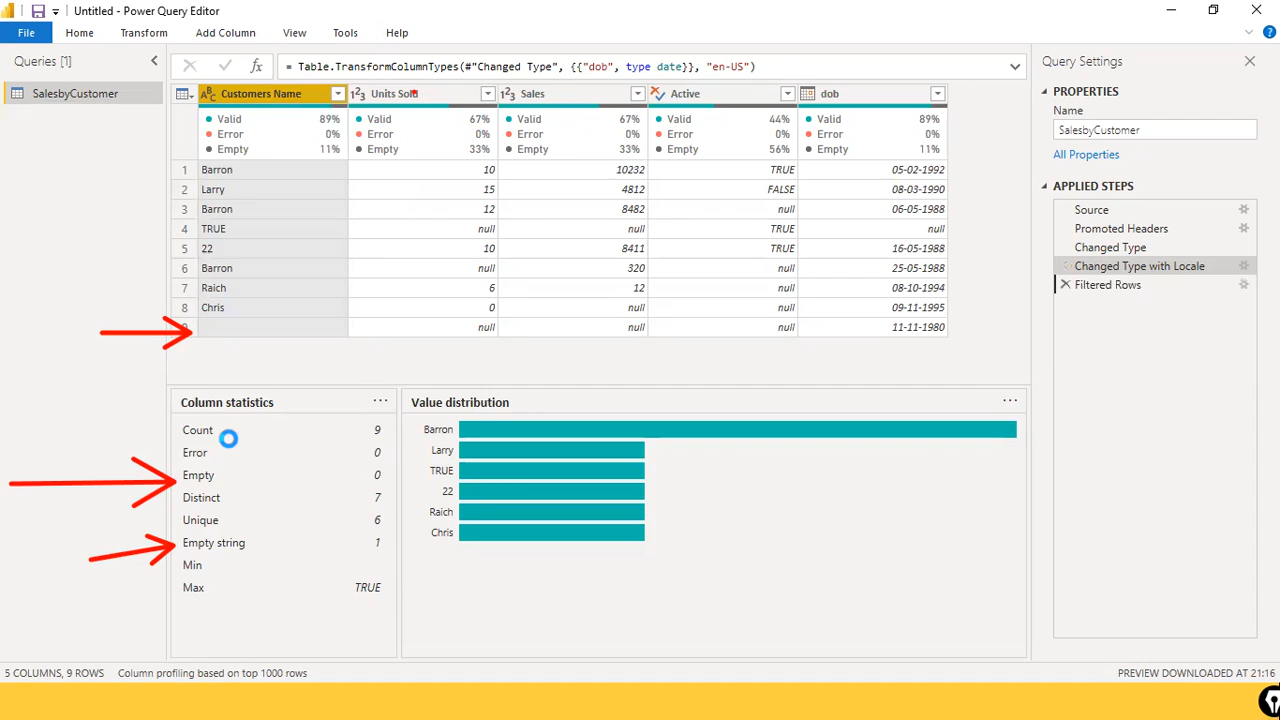 Untitled - Power Query Editor
File Home Transform Add Column View Tools Help
Queries [1]
SalesbyCustomer
= Table.TransformColumnTypes(#"Changed Type", {{"dob", type date}}, "en-US")
Customers Name Units Sold Sales Active dob
Valid 89% Valid 67% Valid 67% Valid 44% Valid 89%
Error 0% Error 0% Error 0% Error 0% Error 0%
Empty 11% Empty 33% Empty 33% Empty 56% Empty 11%
1 Barron 10 10232 TRUE 05-02-1992
2 Larry 15 4812 FALSE 08-03-1990
3 Barron 12 8482 null 06-05-1988
4 TRUE null null TRUE null
5 22 10 8411 TRUE 16-05-1988
6 Barron null 320 null 25-05-1988
7 Raich 6 12 null 08-10-1994
8 Chris 0 null null 09-11-1995
9 null null null 11-11-1980
Column statistics
Count 9
Error 0
Empty 0
Distinct 7
Unique 6
Empty string 1
Min
Max TRUE
Value distribution
Barron
Larry
TRUE
22
Raich
Chris
Query Settings
PROPERTIES
Name
SalesbyCustomer
All Properties
APPLIED STEPS
Source
Promoted Headers
Changed Type
Changed Type with Locale
Filtered Rows
5 COLUMNS, 9 ROWS Column profiling based on top 1000 rows
PREVIEW DOWNLOADED AT 21:16